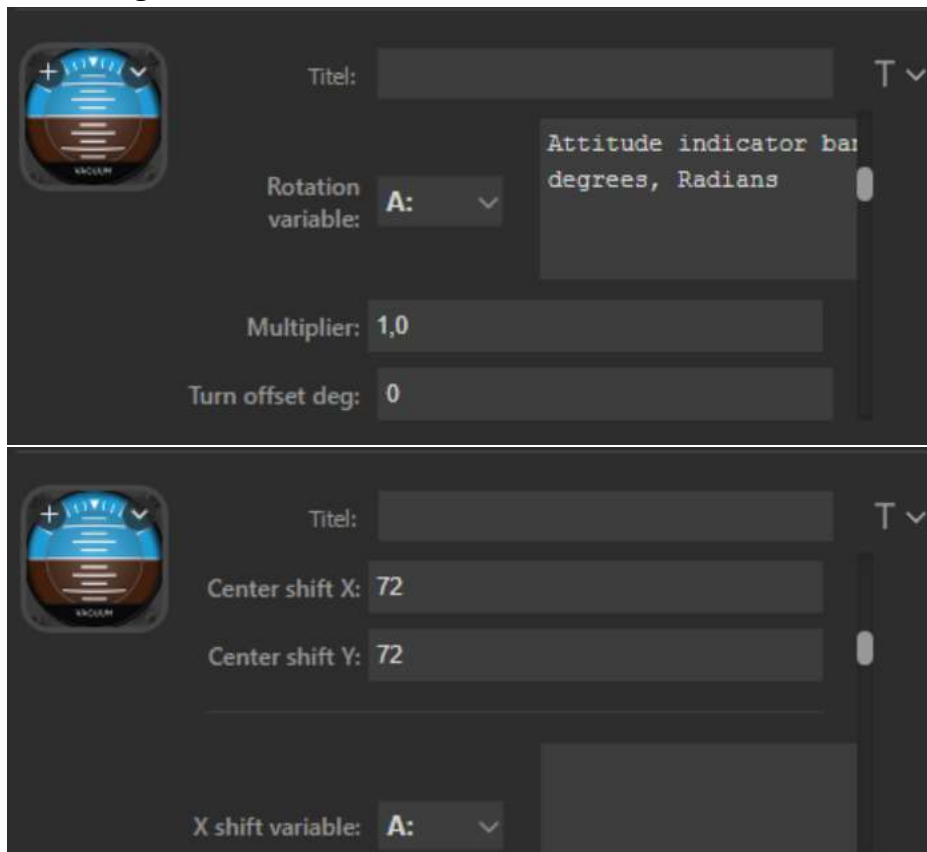 Titel:
T
VACUUM
Attitude indicator
degrees, Radians
Rotation
variable:
A:
Multiplier: 1,0
Turn offset deg: 0
Titel:
T
Center shift X: 72
VACUUM
Center shift Y: 72
X shift variable: A: